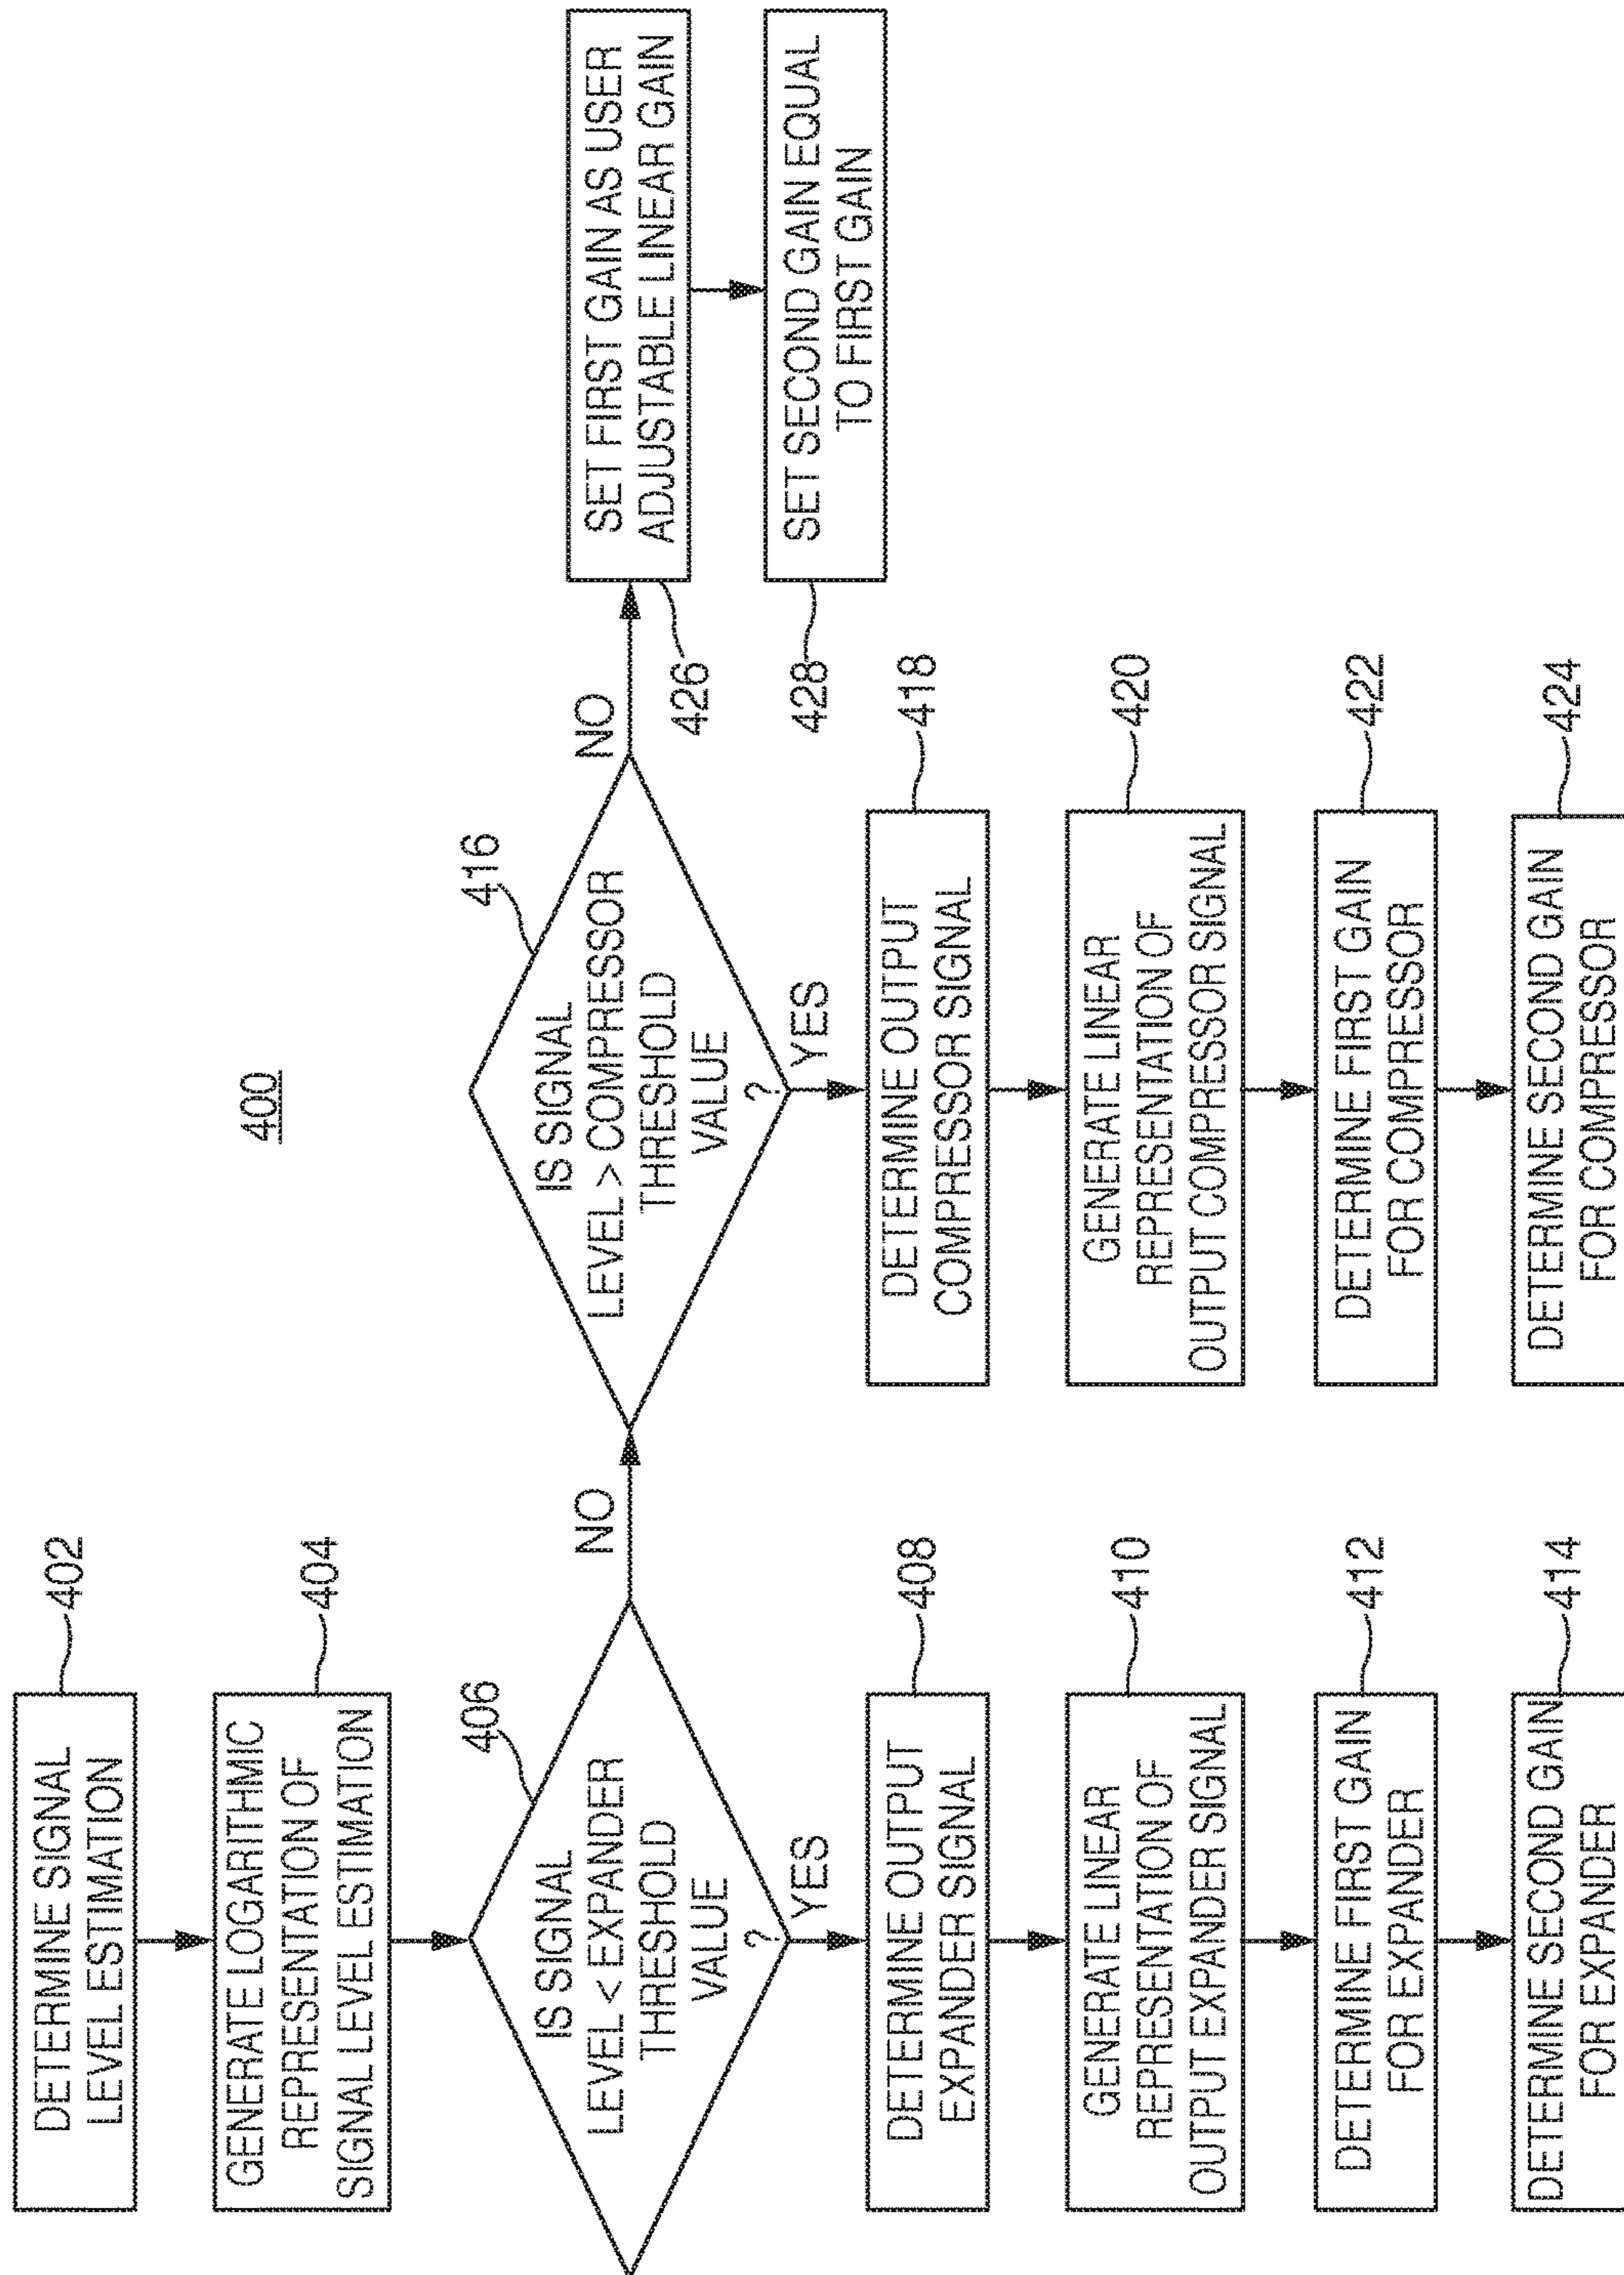 400
DETERMINE SIGNAL
LEVEL ESTIMATION
402
GENERATE LOGARITHMIC
REPRESENTATION OF
SIGNAL LEVEL ESTIMATION
404
IS SIGNAL
LEVEL < EXPANDER
THRESHOLD
VALUE
?
406
NO
YES
DETERMINE OUTPUT
EXPANDER SIGNAL
408
GENERATE LINEAR
REPRESENTATION OF
OUTPUT EXPANDER SIGNAL
410
DETERMINE FIRST GAIN
FOR EXPANDER
412
DETERMINE SECOND GAIN
FOR EXPANDER
414
IS SIGNAL
LEVEL > COMPRESSOR
THRESHOLD
VALUE
?
416
NO
YES
DETERMINE OUTPUT
COMPRESSOR SIGNAL
418
GENERATE LINEAR
REPRESENTATION OF
OUTPUT COMPRESSOR SIGNAL
420
DETERMINE FIRST GAIN
FOR COMPRESSOR
422
DETERMINE SECOND GAIN
FOR COMPRESSOR
424
SET FIRST GAIN AS USER
ADJUSTABLE LINEAR GAIN
426
SET SECOND GAIN EQUAL
TO FIRST GAIN
428